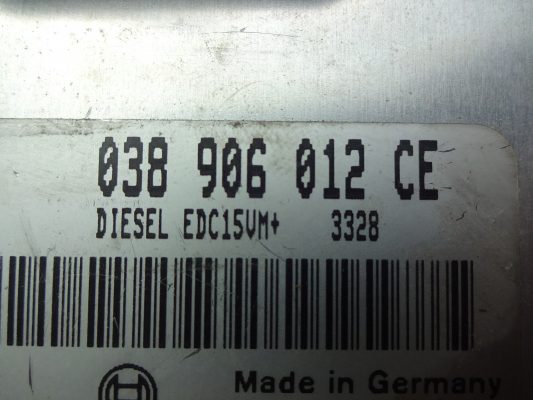 038 906 012 CE
DIESEL EDC15VM+ 3328
Made in Germany